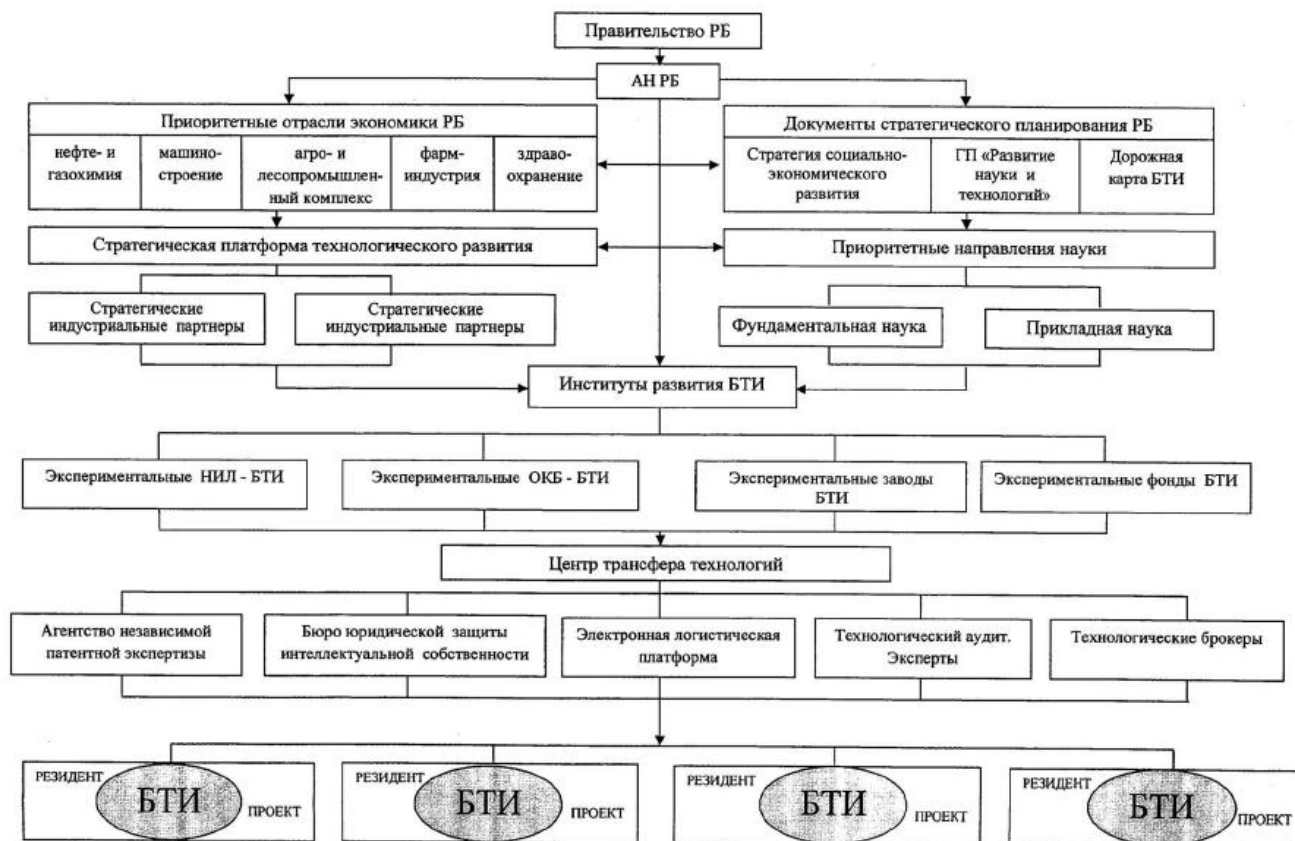 Правительство РБ
АН РБ
Приоритетные отрасли экономики РБ
нефте- и
газохимия
машино-
строение
агро- и
лесопромышлен-
ный комплекс
фарм-
индустрия
здраво-
охранение
Документы стратегического планирования РБ
Стратегия социально-
экономического
развития
ГП «Развитие
науки и
технологий»
Дорожная
карта БТИ
Стратегическая платформа технологического развития
Приоритетные направления науки
Стратегические
индустриальные партнеры
Стратегические
индустриальные партнеры
Фундаментальная наука
Прикладная наука
Институты развития БТИ
Экспериментальные НИЛ - БТИ
Экспериментальные ОКБ - БТИ
Экспериментальные заводы
БТИ
Экспериментальные фонды БТИ
Центр трансфера технологий
Агентство независимой
патентной экспертизы
Бюро юридической защиты
интеллектуальной собственности
Электронная логистическая
платформа
Технологический аудит.
Эксперты
Технологические брокеры
РЕЗИДЕНТ
БТИ
ПРОЕКТ
РЕЗИДЕНТ
БТИ
ПРОЕКТ
РЕЗИДЕНТ
БТИ
ПРОЕКТ
РЕЗИДЕНТ
БТИ
ПРОЕКТ